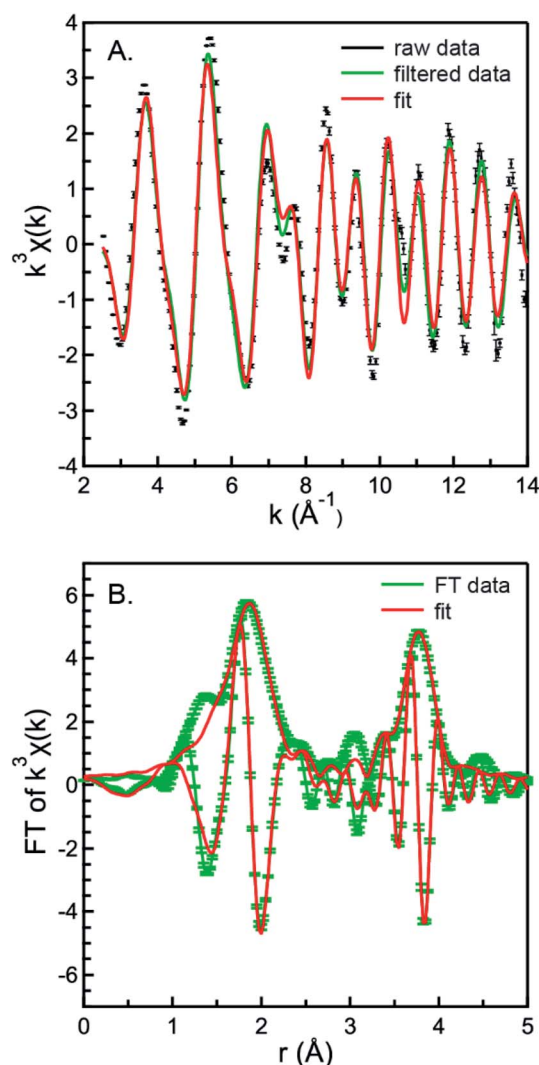 A.
raw data
filtered data
fit
4
3
2
1
0
-1
-2
-3
-4
k³χ(k)
2 4 6 8 10 12 14
k (Å⁻¹)
B.
FT data
fit
6
4
2
0
-2
-4
-6
FT of k³χ(k)
0 1 2 3 4 5
r (Å)